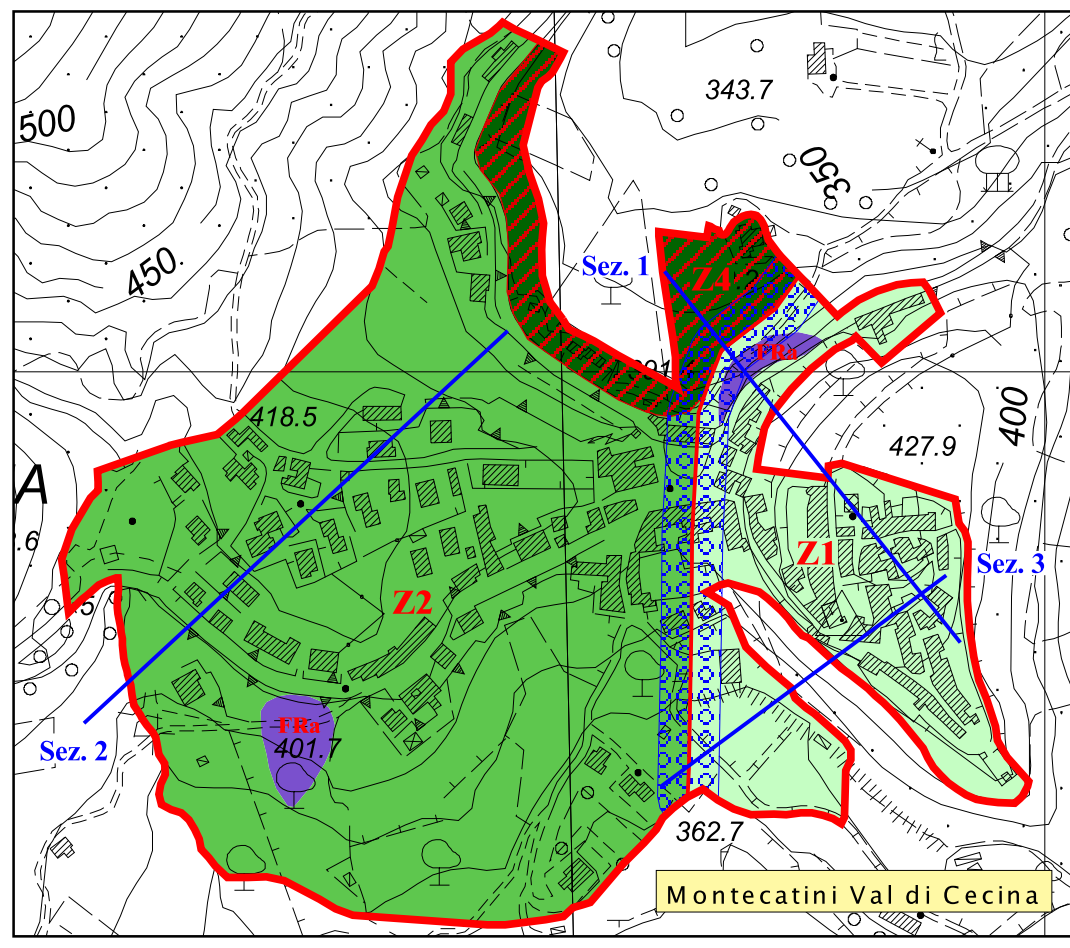 343.7
500
350
Sez. 1
Z4
450.
FRa
418.5
400
427.9
A
.6
Z1
Sez. 3
Z2
FRa
401.7
Sez. 2
362.7
Montecatini Val di Cecina